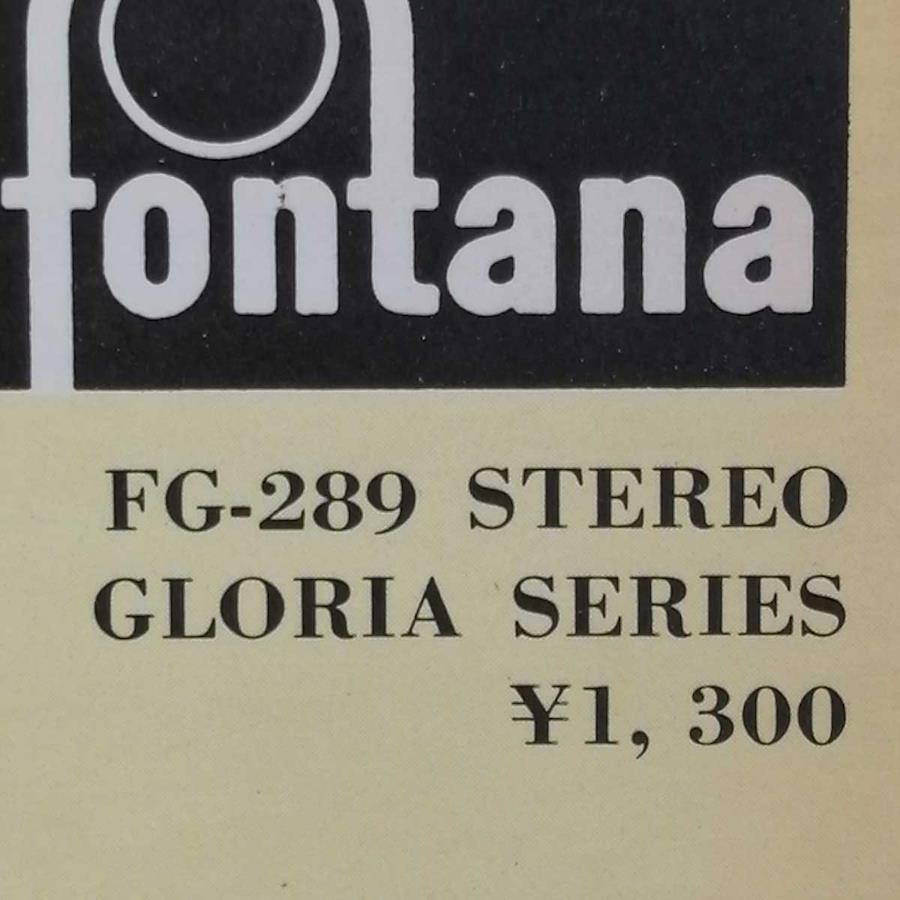 fontana
FG-289 STEREO
GLORIA SERIES
¥1, 300